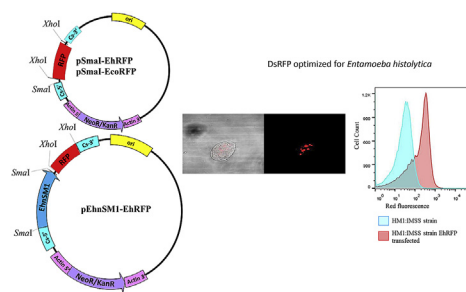 XhoI
Cs-3'
ori
XhoI
RFP
pSmaI-EhRFP
pSmaI-EcoRFP
SmaI
Cs-5'
Actin 5'
NeoR/KanR
Actin 3'
XhoI
Cs-3'
ori
XhoI
RFP
SmaI
EhnSM1
pEhnSM1-EhRFP
SmaI
Cs-5'
Actin 5'
NeoR/KanR
Actin 3'
DsRFP optimized for Entamoeba histolytica
Cell Count
Red fluorescence
HM1:IMSS strain
HM1:IMSS strain EhRFP
transfected